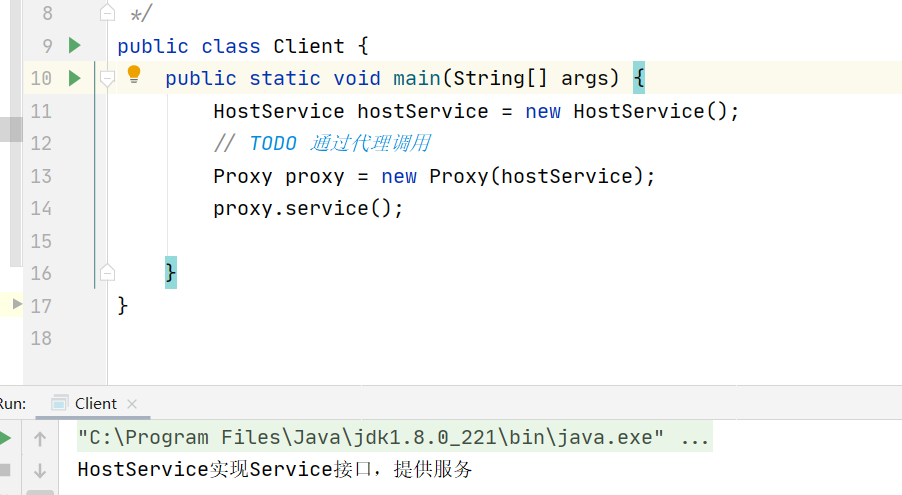 8 */
9 public class Client {
10 public static void main(String[] args) {
11 HostService hostService = new HostService();
12 // TODO 通过代理调用
13 Proxy proxy = new Proxy(hostService);
14 proxy.service();
15
16 }
17 }
18
Run: Client ×
"C:\Program Files\Java\jdk1.8.0_221\bin\java.exe" ...
HostService实现Service接口，提供服务